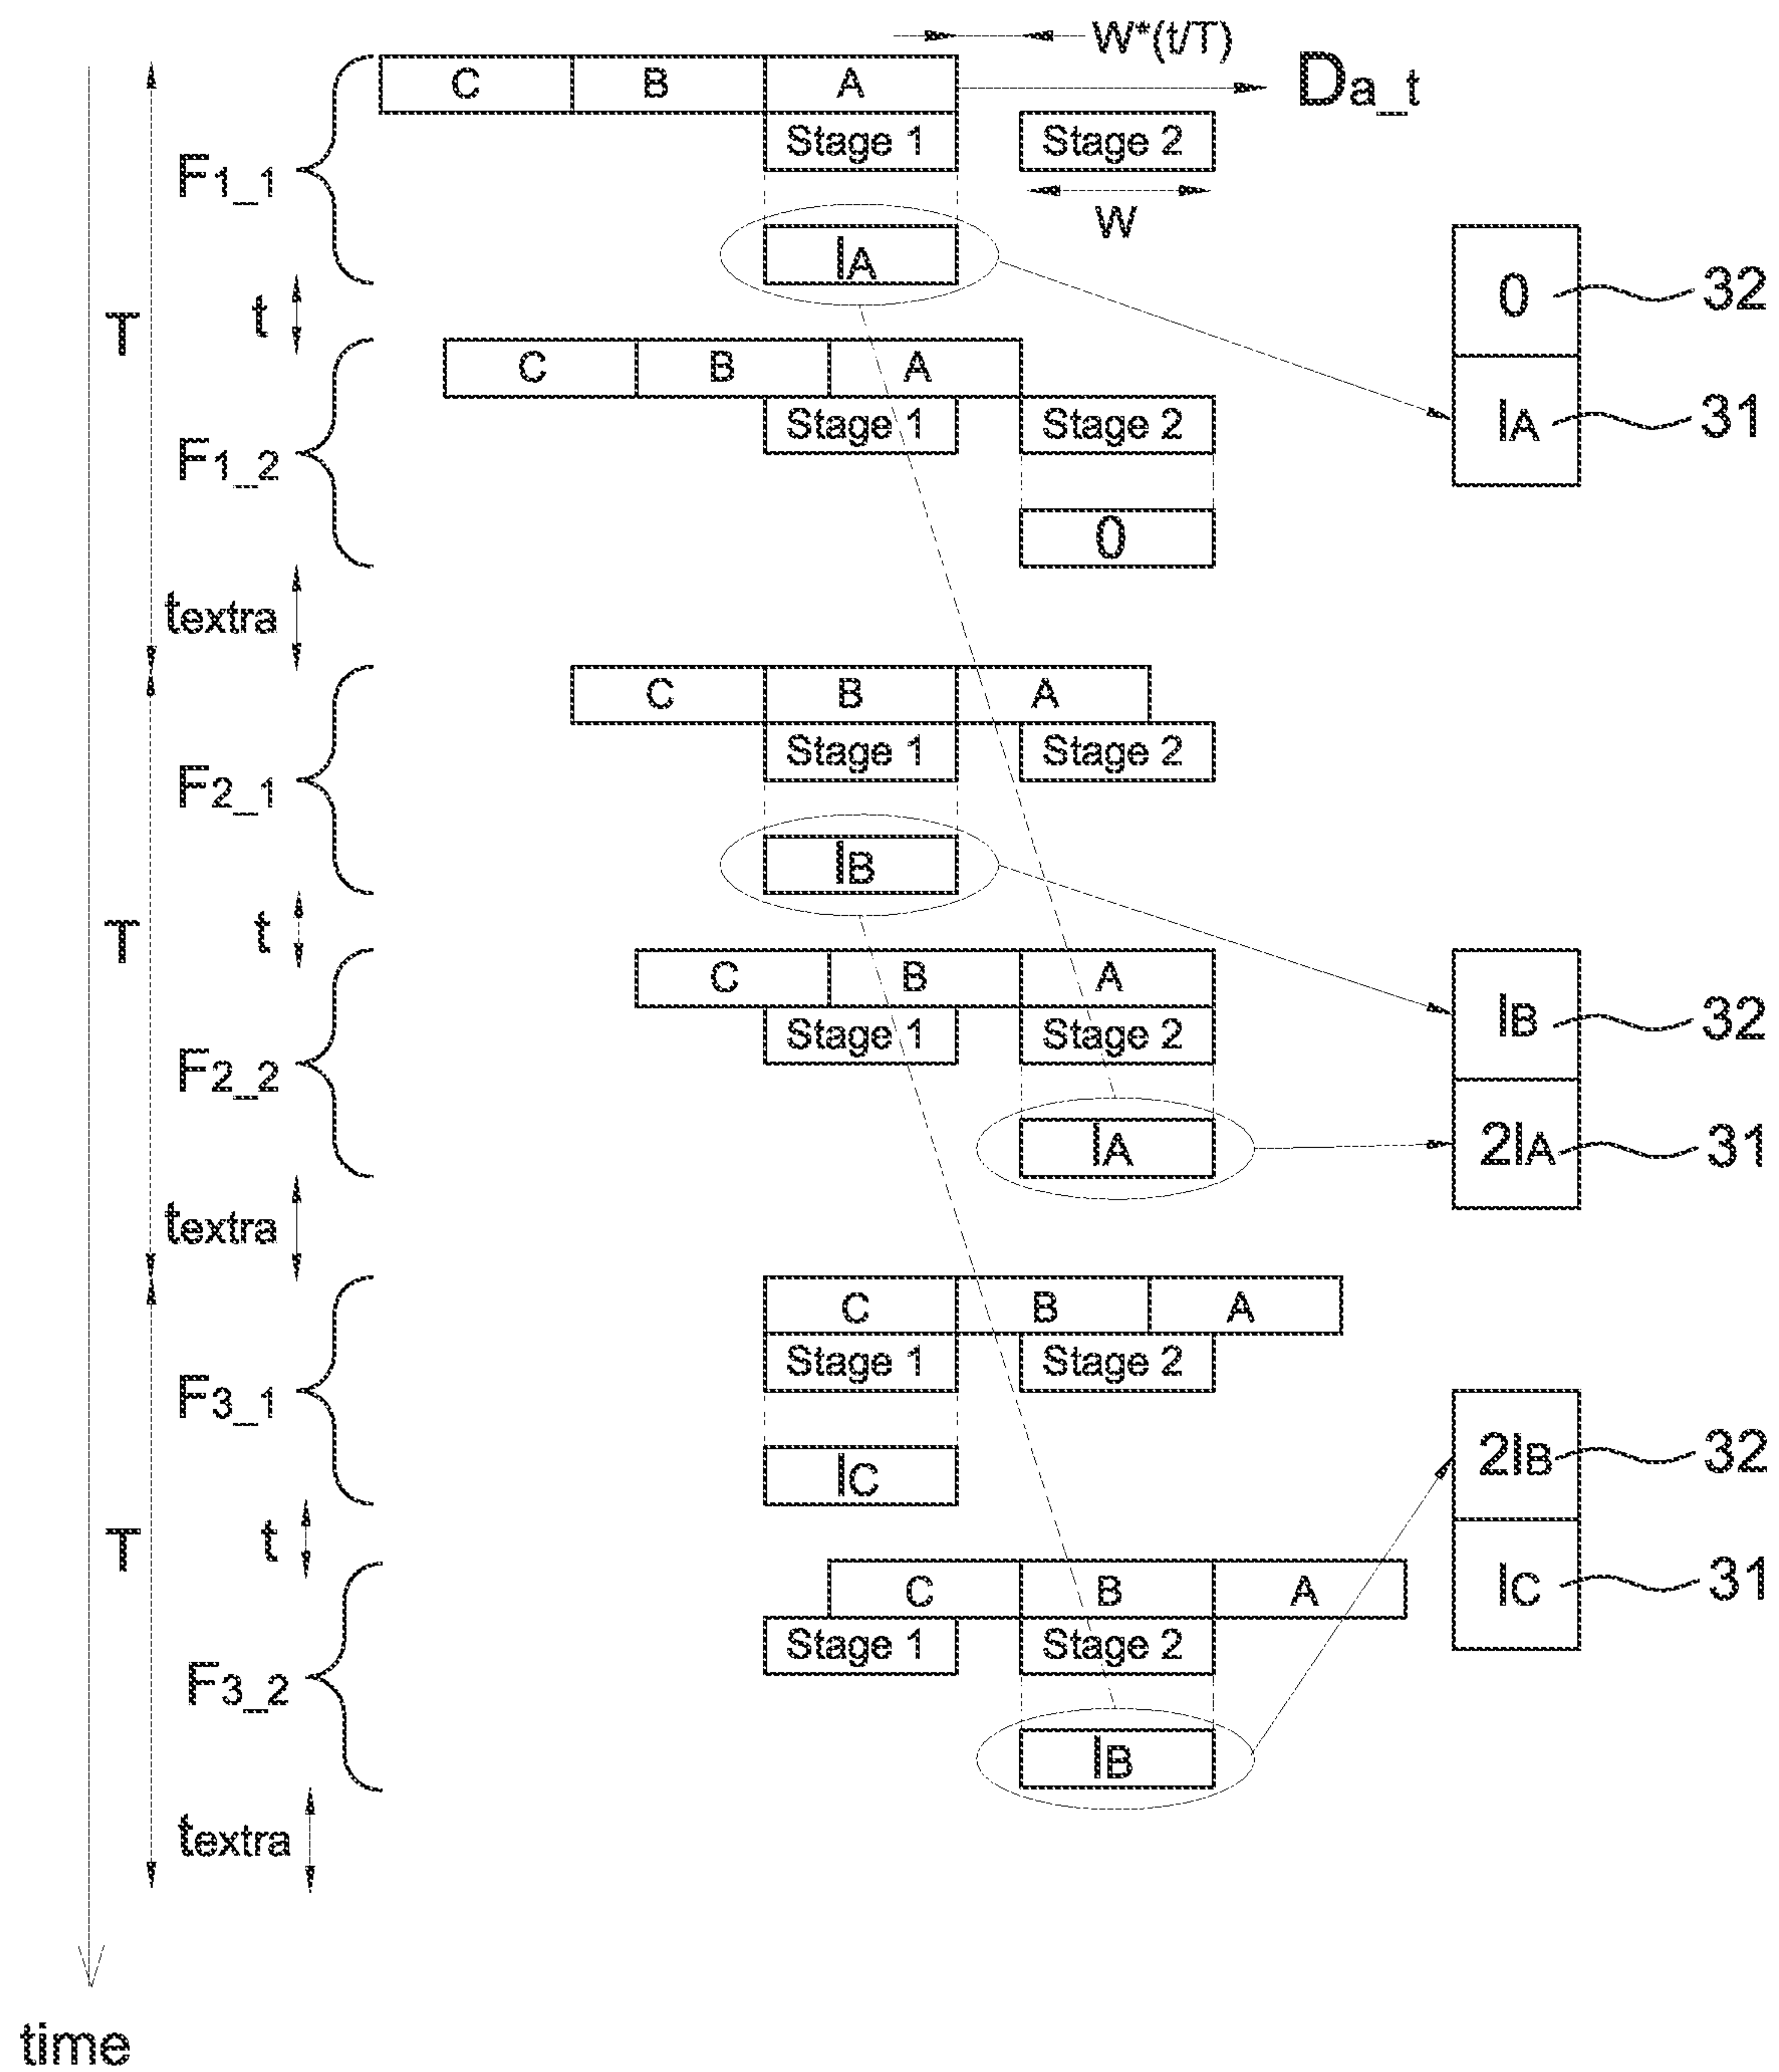 W*(t/T)
C B A
Da_t
Stage 1 Stage 2
F1_1
W
IA
0 32
t
T
IA 31
C B A
Stage 1 Stage 2
F1_2
0
textra
C B A
Stage 1 Stage 2
F2_1
IB
t
T
C B A
IB 32
Stage 1 Stage 2
F2_2
IA
2IA 31
textra
C B A
Stage 1 Stage 2
F3_1
2IB 32
IC
t
T
C B A
IC 31
Stage 1 Stage 2
F3_2
IB
textra
time